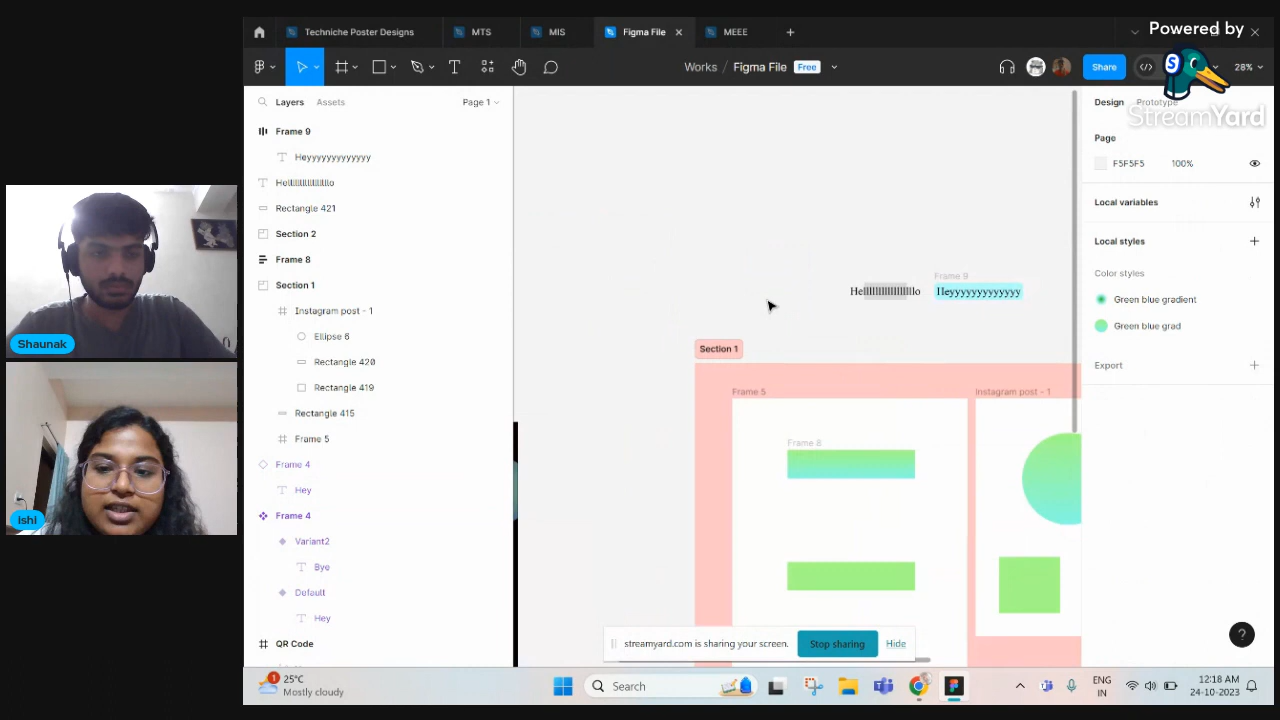 Techniche Poster Designs
MTS
MIS
Figma File
MEEE
Powered by
StreamYard
Works / Figma File Free
Share
28%
Layers
Assets
Page 1
Design
Prototype
Frame 9
Heyyyyyyyyyyyyy
Rectangle 421
Section 2
Frame 8
Section 1
Instagram post - 1
Ellipse 6
Rectangle 420
Rectangle 419
Rectangle 415
Frame 5
Frame 4
Hey
Frame 4
Variant2
Bye
Default
Hey
QR Code
Frame 9
Heyyyyyyyyyyyyy
Section 1
Frame 5
Instagram post - 1
Frame 8
Page
F5F5F5 100%
Local variables
Local styles
Color styles
Green blue gradient
Green blue grad
Export
Shaunak
Ishi
streamyard.com is sharing your screen.
Stop sharing
Hide
1
25°C
Mostly cloudy
Search
ENG
IN
12:18 AM
24-10-2023